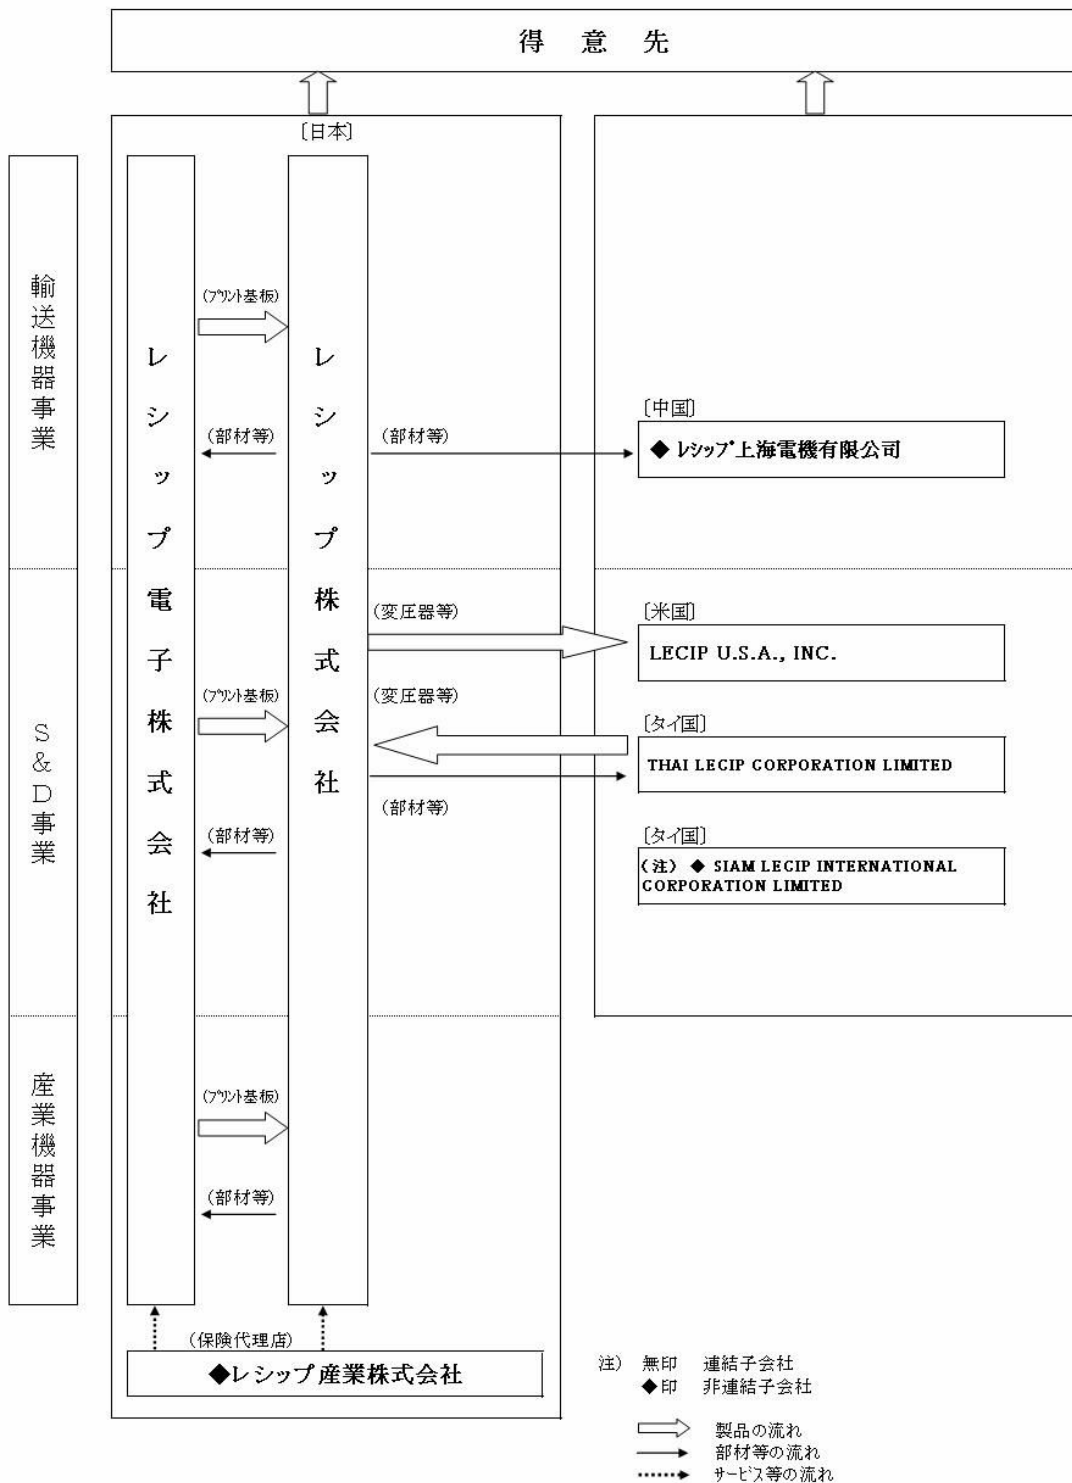 得意先
〔日本〕
輸送機器事業
S&D事業
産業機器事業
レシップ電子株式会社
レシップ株式会社
(プリント基板)
(部材等)
(部材等)
〔中国〕
◆ レシップ上海電機有限公司
(変圧器等)
〔米国〕
LECIP U.S.A., INC.
(プリント基板)
(変圧器等)
〔タイ国〕
THAI LECIP CORPORATION LIMITED
(部材等)
(部材等)
〔タイ国〕
(注) ◆ SIAM LECIP INTERNATIONAL
CORPORATION LIMITED
(プリント基板)
(部材等)
(保険代理店)
◆レシップ産業株式会社
注) 無印 連結子会社
◆印 非連結子会社
製品の流れ
部材等の流れ
サービス等の流れ